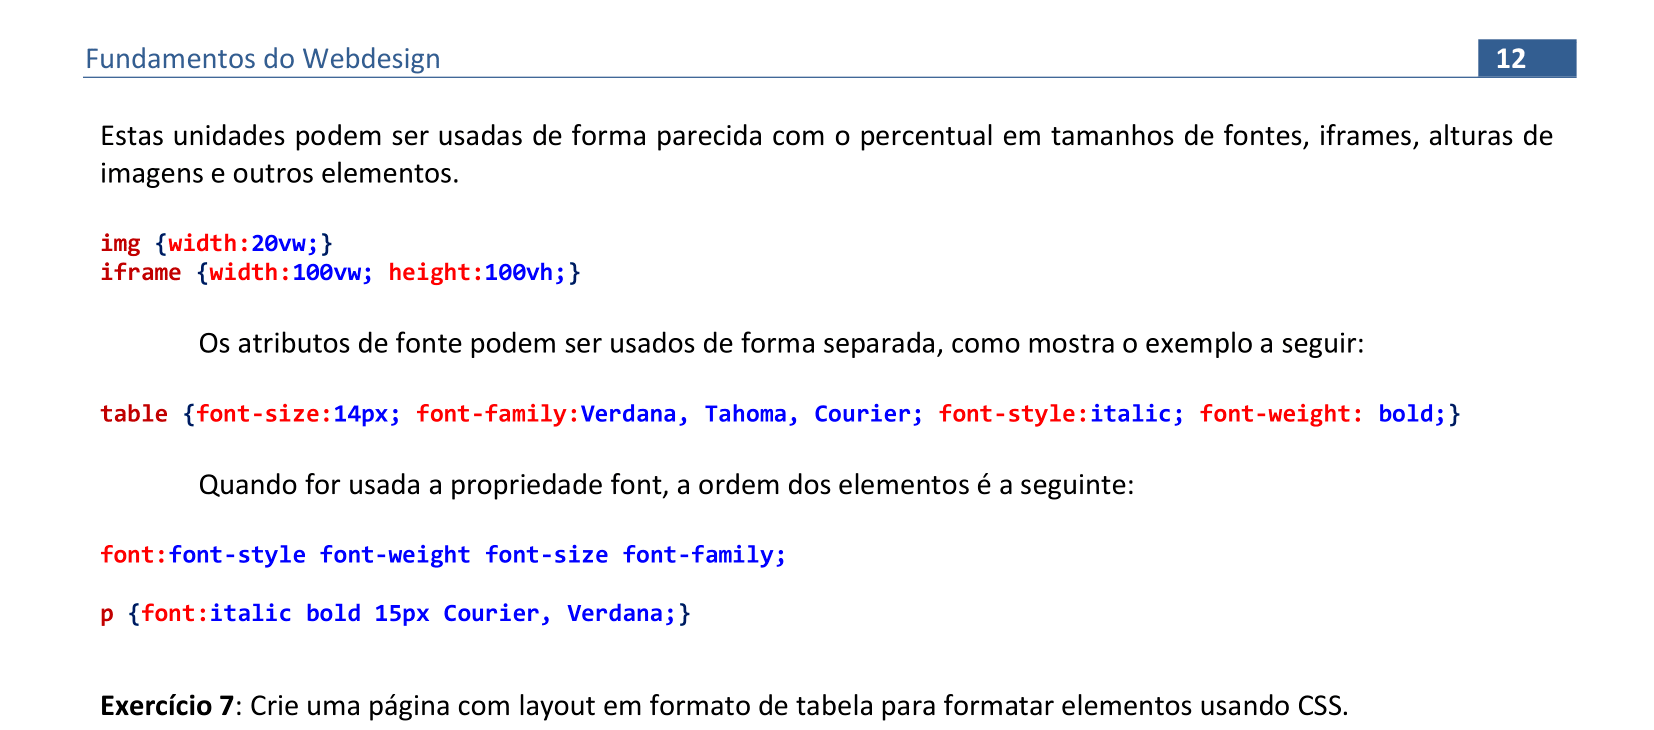 Fundamentos do Webdesign 12
Estas unidades podem ser usadas de forma parecida com o percentual em tamanhos de fontes, iframes, alturas de
imagens e outros elementos.
img {width:20vw;}
iframe {width:100vw; height:100vh;}
Os atributos de fonte podem ser usados de forma separada, como mostra o exemplo a seguir:
table {font-size:14px; font-family:Verdana, Tahoma, Courier; font-style:italic; font-weight: bold;}
Quando for usada a propriedade font, a ordem dos elementos é a seguinte:
font:font-style font-weight font-size font-family;
p {font:italic bold 15px Courier, Verdana;}
Exercício 7: Crie uma página com layout em formato de tabela para formatar elementos usando CSS.